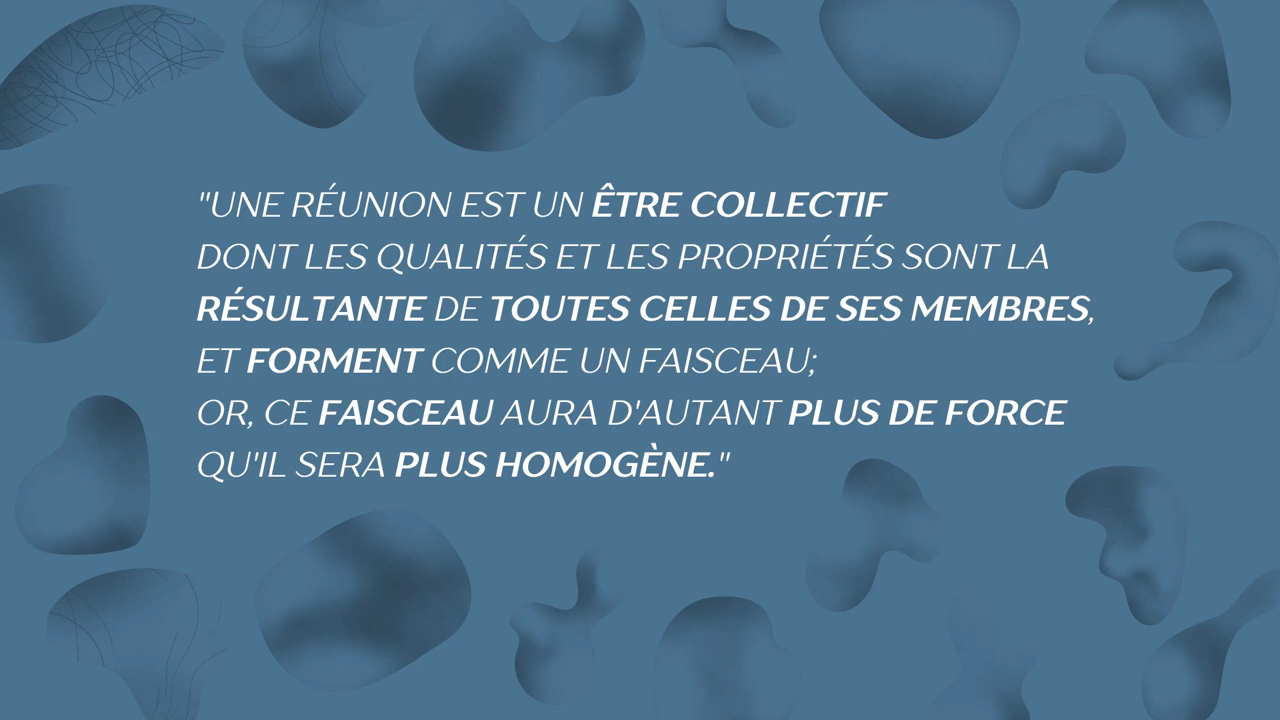 "UNE RÉUNION EST UN ÊTRE COLLECTIF
DONT LES QUALITÉS ET LES PROPRIÉTÉS SONT LA
RÉSULTANTE DE TOUTES CELLES DE SES MEMBRES,
ET FORMENT COMME UN FAISCEAU;
OR, CE FAISCEAU AURA D'AUTANT PLUS DE FORCE
QU'IL SERA PLUS HOMOGÈNE."